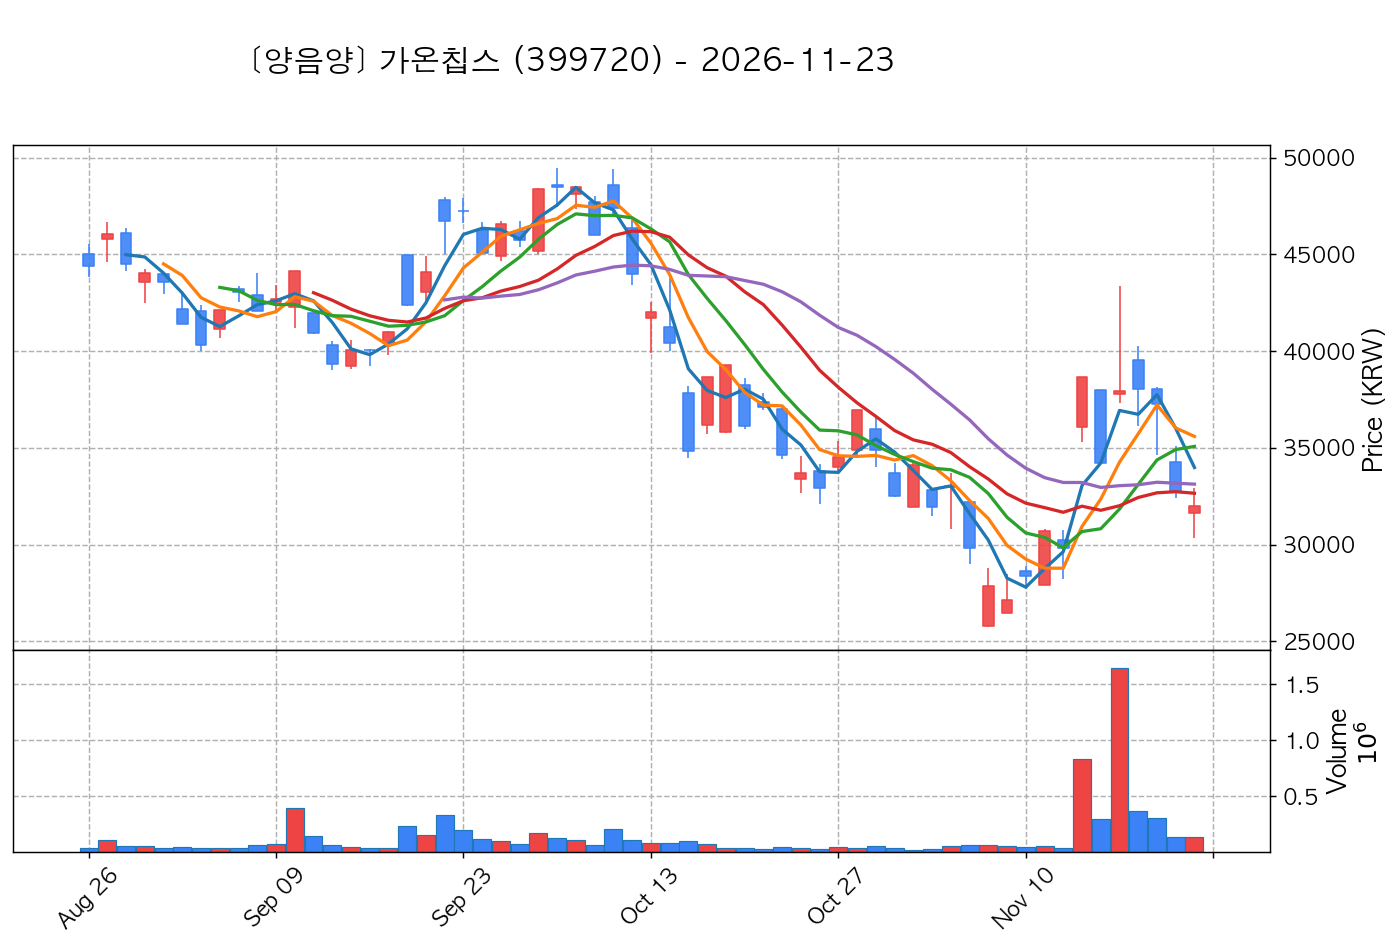 〔양음양〕 가온칩스 (399720) - 2026-11-23
50000
45000
40000
35000
30000
25000
Price (KRW)
1.5
1.0
0.5
Volume
10^6
Aug 26
Sep 09
Sep 23
Oct 13
Oct 27
Nov 10